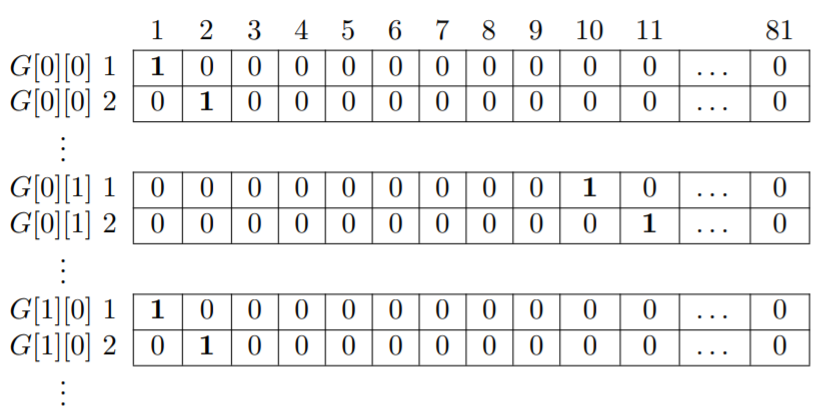 1 2 3 4 5 6 7 8 9 10 11 81
G[0][0] 1 1 0 0 0 0 0 0 0 0 0 0 ... 0
G[0][0] 2 0 1 0 0 0 0 0 0 0 0 0 ... 0
⋮
G[0][1] 1 0 0 0 0 0 0 0 0 0 1 0 ... 0
G[0][1] 2 0 0 0 0 0 0 0 0 0 0 1 ... 0
⋮
G[1][0] 1 1 0 0 0 0 0 0 0 0 0 0 ... 0
G[1][0] 2 0 1 0 0 0 0 0 0 0 0 0 ... 0
⋮